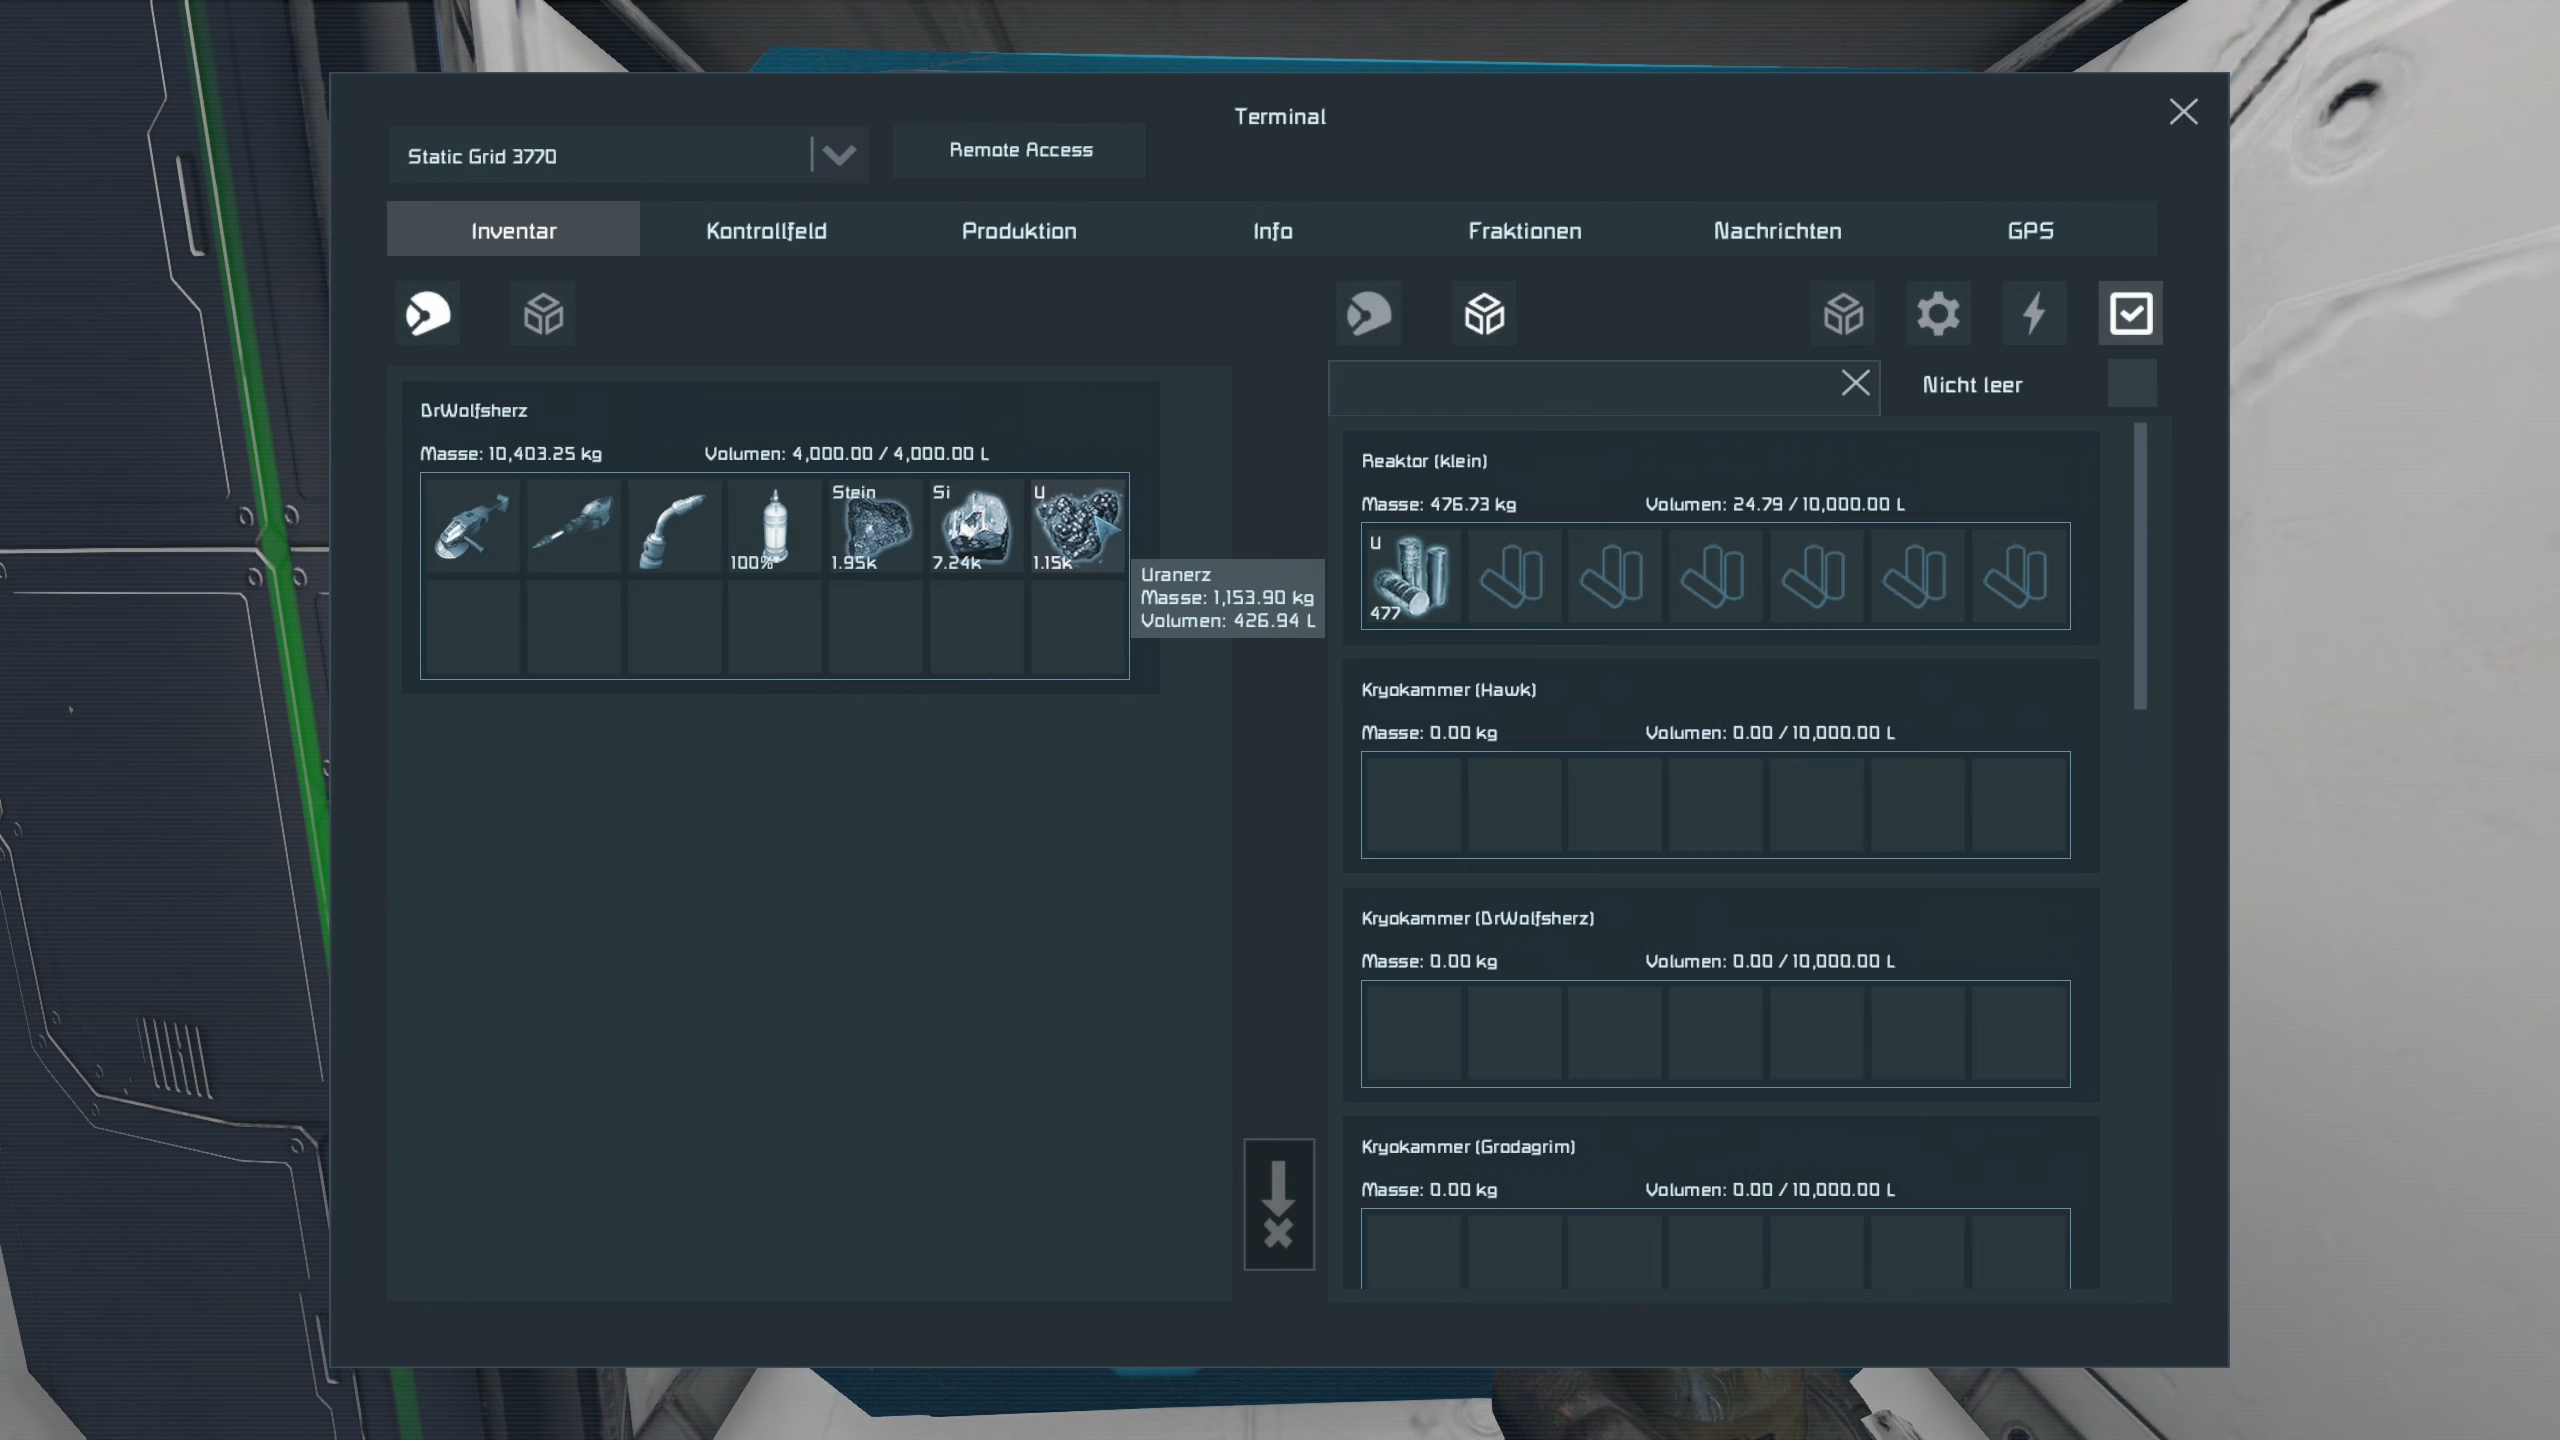 Terminal
Static Grid 3770
Remote Access
Inventar
Kontrollfeld
Produktion
Info
Fraktionen
Nachrichten
GPS
Nicht leer
DrWolfsherz
Masse: 10,403.25 kg
Volumen: 4,000.00 / 4,000.00 L
100%
Stein
1.95k
Si
7.24k
U
1.15k
Uranerz
Masse: 1,153.90 kg
Volumen: 426.94 L
Reaktor (klein)
Masse: 476.73 kg
Volumen: 24.79 / 10,000.00 L
U
477
Kryokammer (Hawk)
Masse: 0.00 kg
Volumen: 0.00 / 10,000.00 L
Kryokammer (DrWolfsherz)
Masse: 0.00 kg
Volumen: 0.00 / 10,000.00 L
Kryokammer (Grodagrim)
Masse: 0.00 kg
Volumen: 0.00 / 10,000.00 L